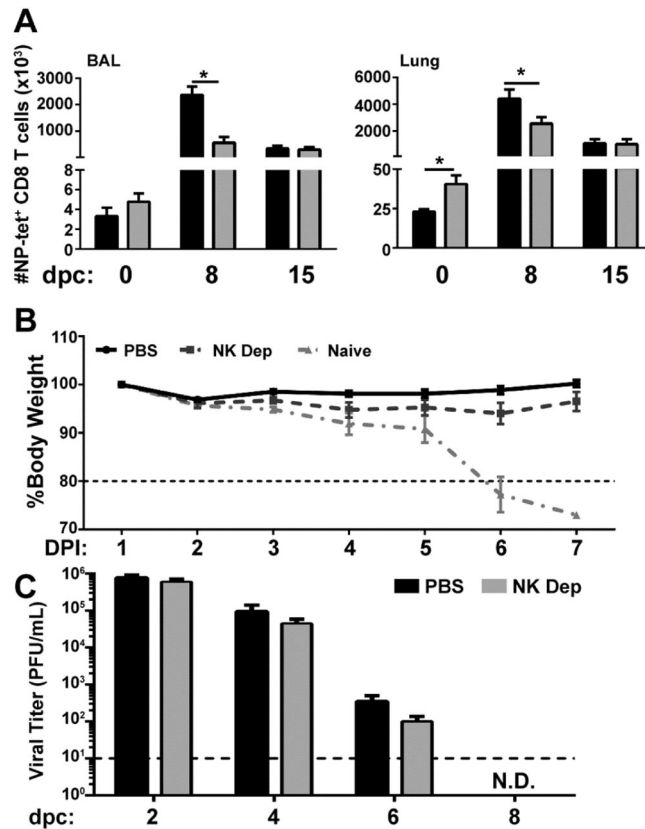 A
#NP-tet⁺ CD8 T cells (x10³)
BAL
3000
2000
1000
8
6
4
2
0
*
Lung
6000
4000
2000
50
25
0
*
*
dpc: 0 8 15 0 8 15
B
%Body Weight
110
100
90
80
70
PBS NK Dep Naive
DPI: 1 2 3 4 5 6 7
C
Viral Titer (PFU/mL)
10⁶
10⁵
10⁴
10³
10²
10¹
10⁰
PBS NK Dep
N.D.
dpc: 2 4 6 8